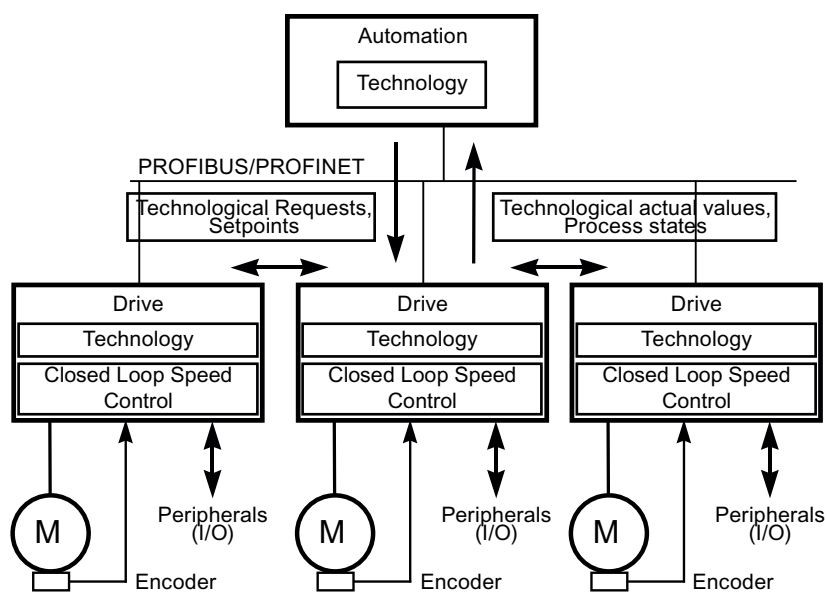 Automation
Technology
PROFIBUS/PROFINET
Technological Requests,
Setpoints
Technological actual values,
Process states
Drive
Technology
Closed Loop Speed
Control
Drive
Technology
Closed Loop Speed
Control
Drive
Technology
Closed Loop Speed
Control
M
Peripherals
(I/O)
Encoder
M
Peripherals
(I/O)
Encoder
M
Peripherals
(I/O)
Encoder